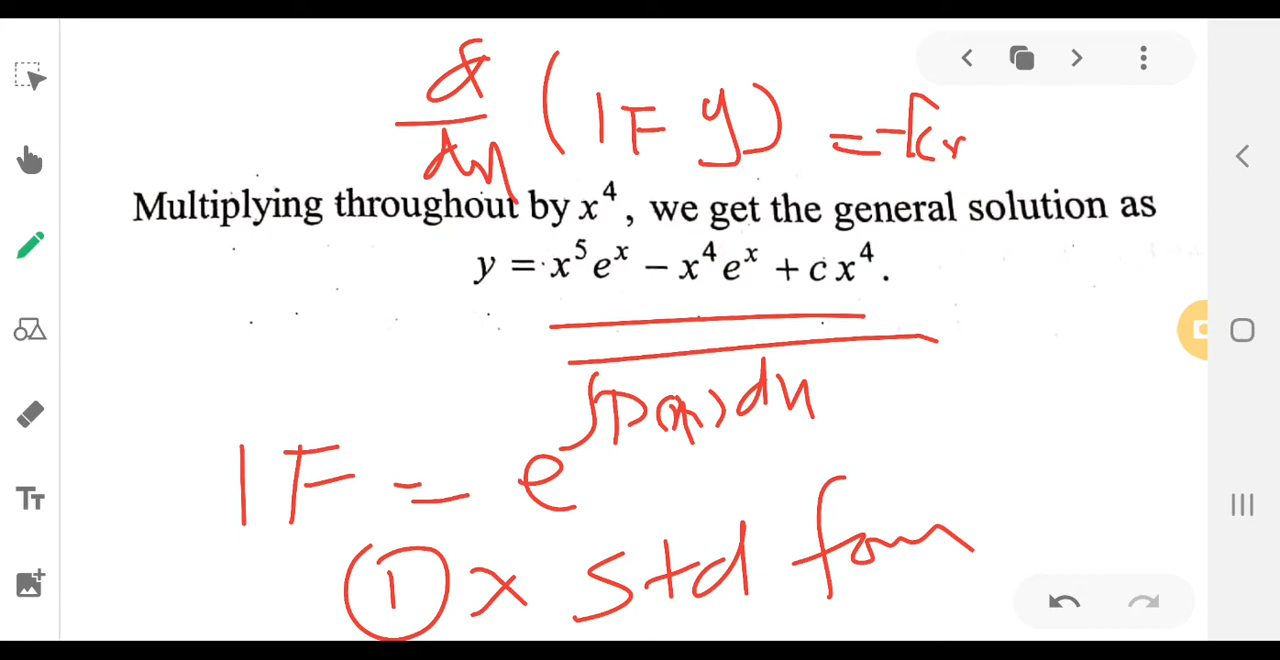 d/dx (IF y) =
Multiplying throughout by x⁴, we get the general solution as
y = x⁵eˣ − x⁴eˣ + cx⁴.
IF = e^∫P(x)dx
① × Std form
Tт